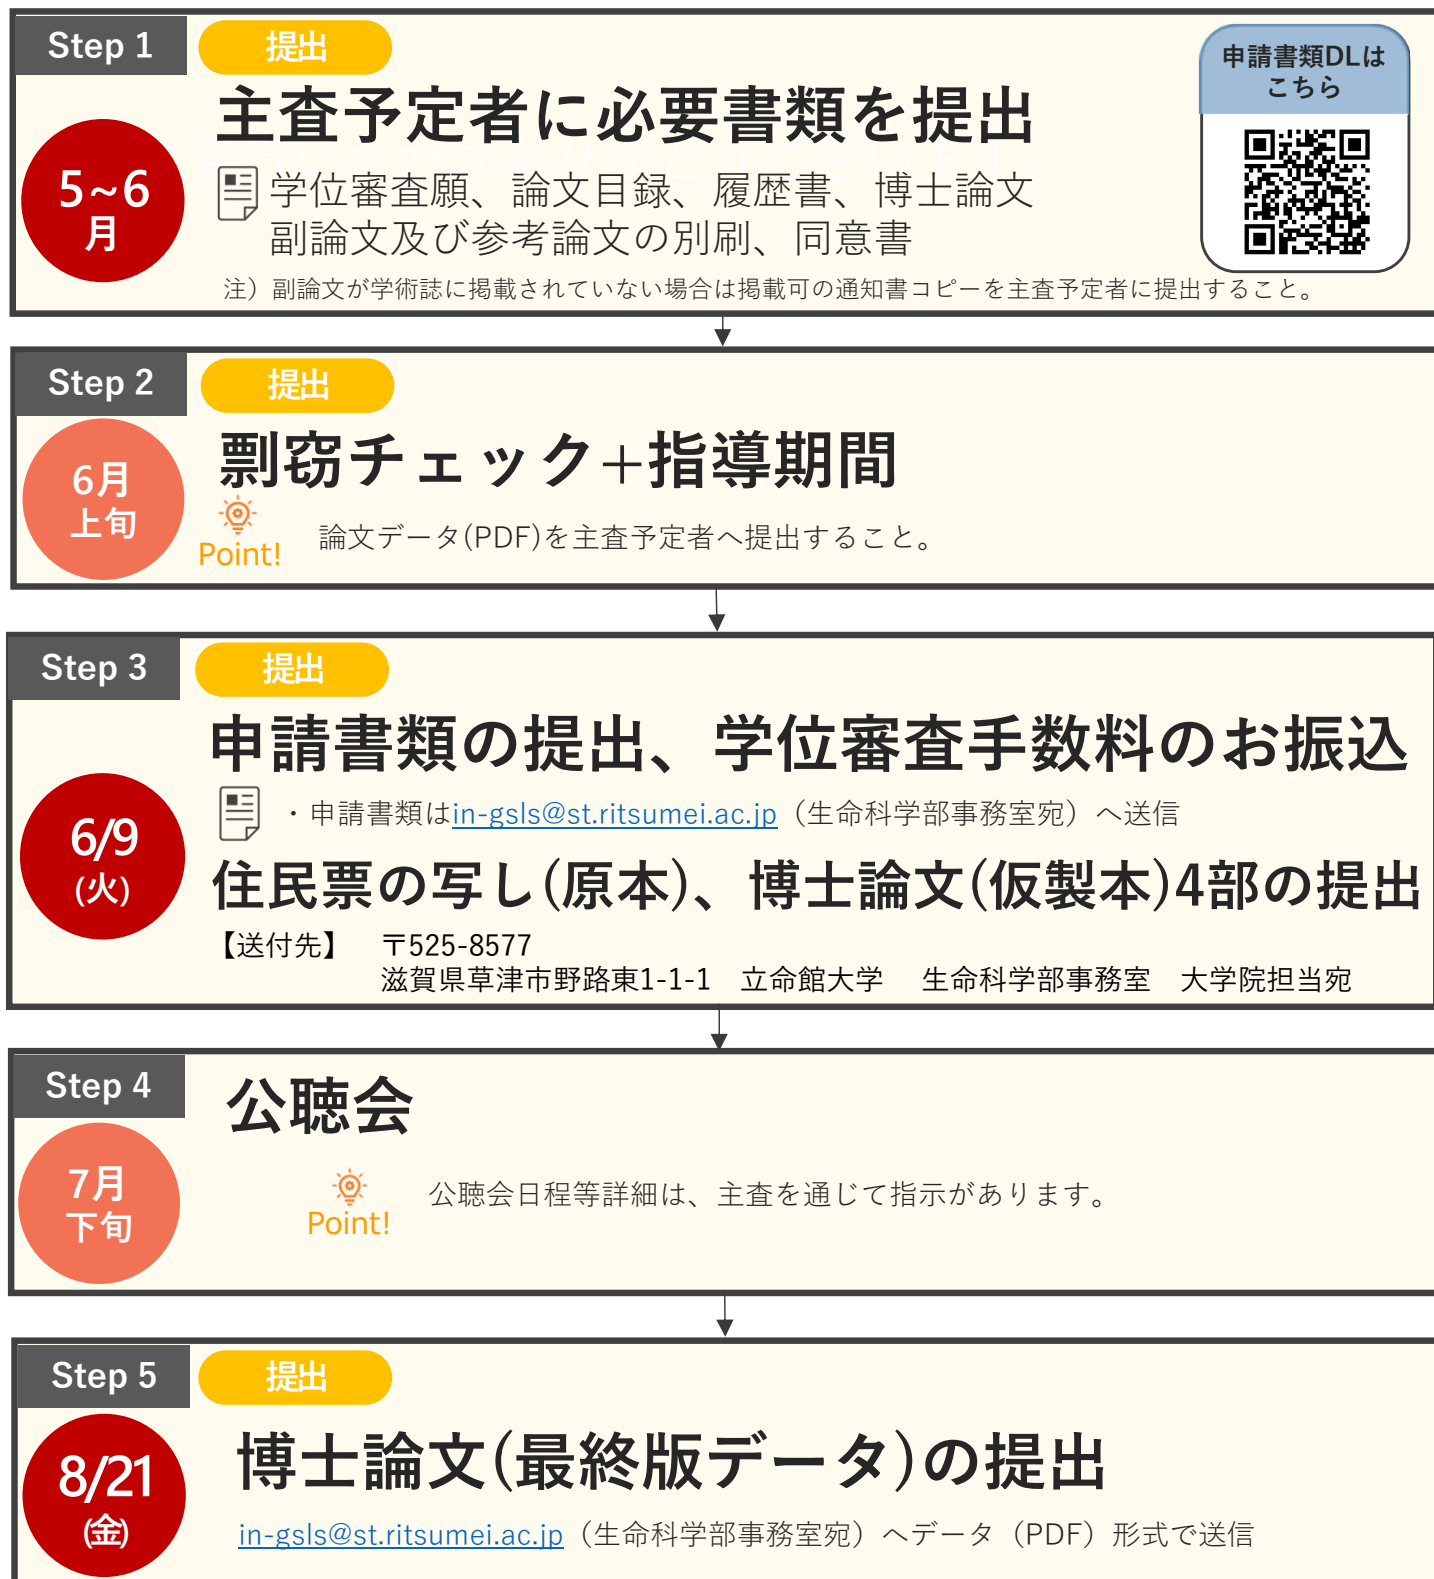 Step 1
提出
申請書類DLは
こちら
主査予定者に必要書類を提出
発行いただきありがとうございます
5~6
月
学位審査願、論文目録、履歴書、博士論文
副論文及び参考論文の別刷、同意書
注）副論文が学術誌に掲載されていない場合は掲載可の通知書コピーを主査予定者に提出すること。
Step 2
提出
剽窃チェック+指導期間
6月
上旬
Point!
論文データ(PDF)を主査予定者へ提出すること。
Step 3
提出
申請書類の提出、学位審査手数料のお振込
6/9
(火)
・申請書類はin-gsls@st.ritsumei.ac.jp（生命科学部事務室宛）へ送信
住民票の写し(原本)、博士論文(仮製本)4部の提出
【送付先】　〒525-8577
滋賀県草津市野路東1-1-1　立命館大学　生命科学部事務室　大学院担当宛
Step 4
公聴会
7月
下旬
Point!
公聴会日程等詳細は、主査を通じて指示があります。
Step 5
提出
博士論文(最終版データ)の提出
8/21
(金)
in-gsls@st.ritsumei.ac.jp（生命科学部事務室宛）へデータ（PDF）形式で送信